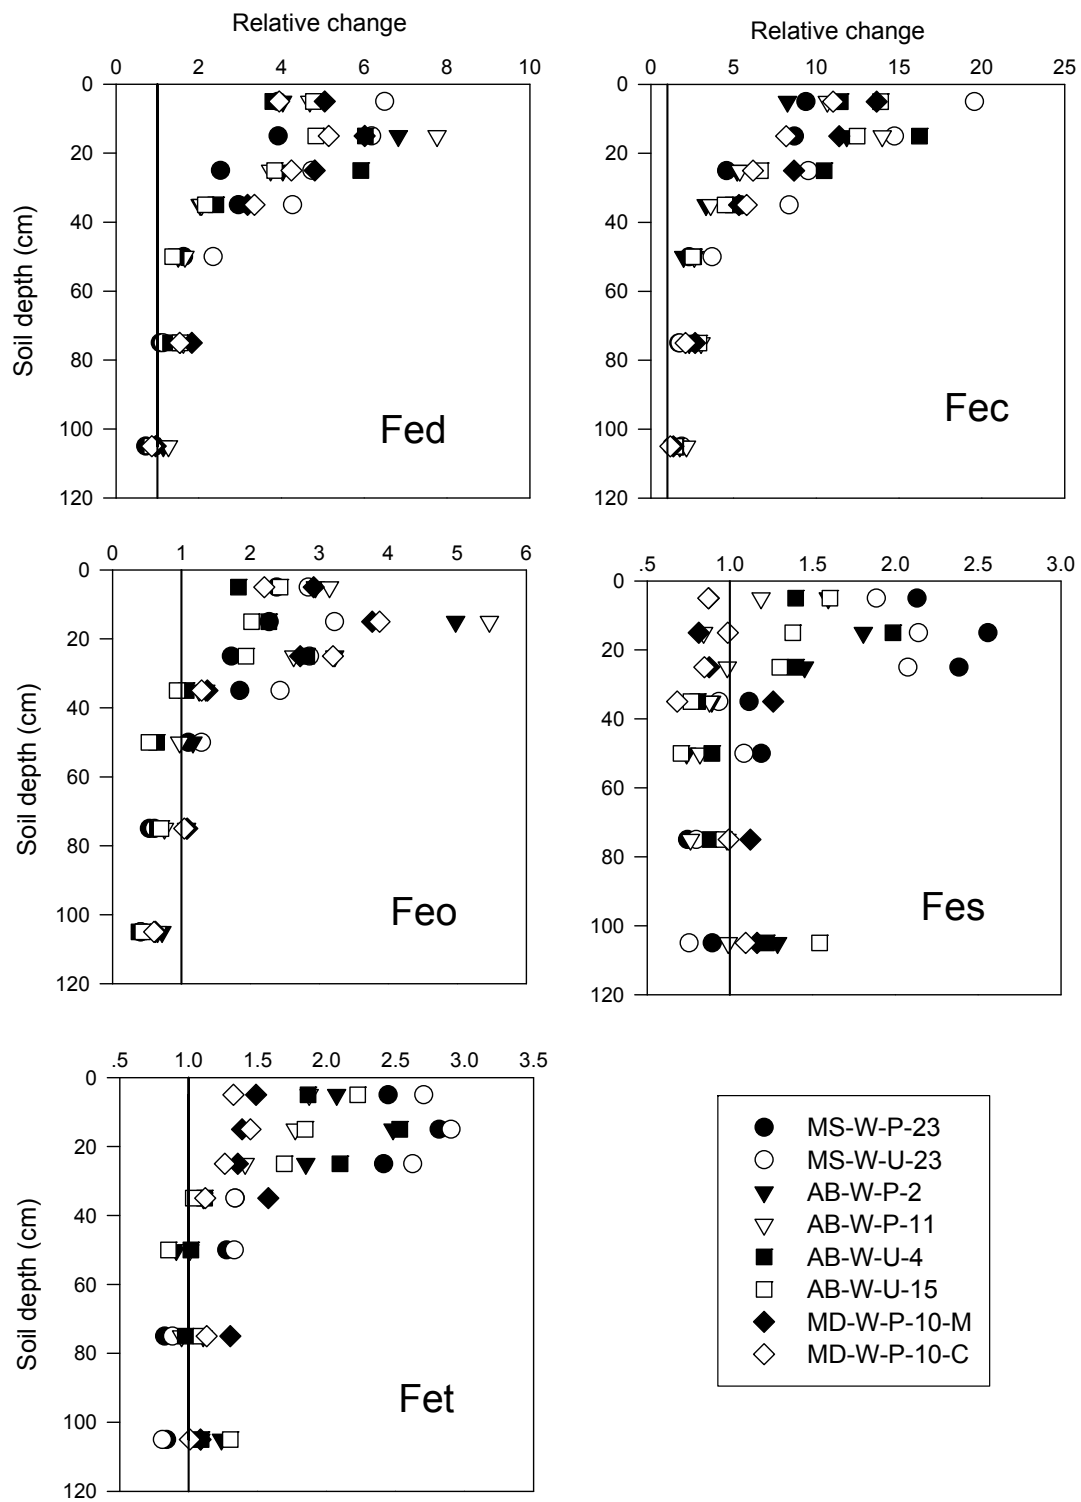 Relative change
0 2 4 6 8 10
0
20
40
60
80
100
120
Soil depth (cm)
Fed
Relative change
0 5 10 15 20 25
0
20
40
60
80
100
120
Fec
0 1 2 3 4 5 6
0
20
40
60
80
100
120
Soil depth (cm)
Feo
.5 1.0 1.5 2.0 2.5 3.0
0
20
40
60
80
100
120
Fes
.5 1.0 1.5 2.0 2.5 3.0 3.5
0
20
40
60
80
100
120
Soil depth (cm)
Fet
MS-W-P-23
MS-W-U-23
AB-W-P-2
AB-W-P-11
AB-W-U-4
AB-W-U-15
MD-W-P-10-M
MD-W-P-10-C